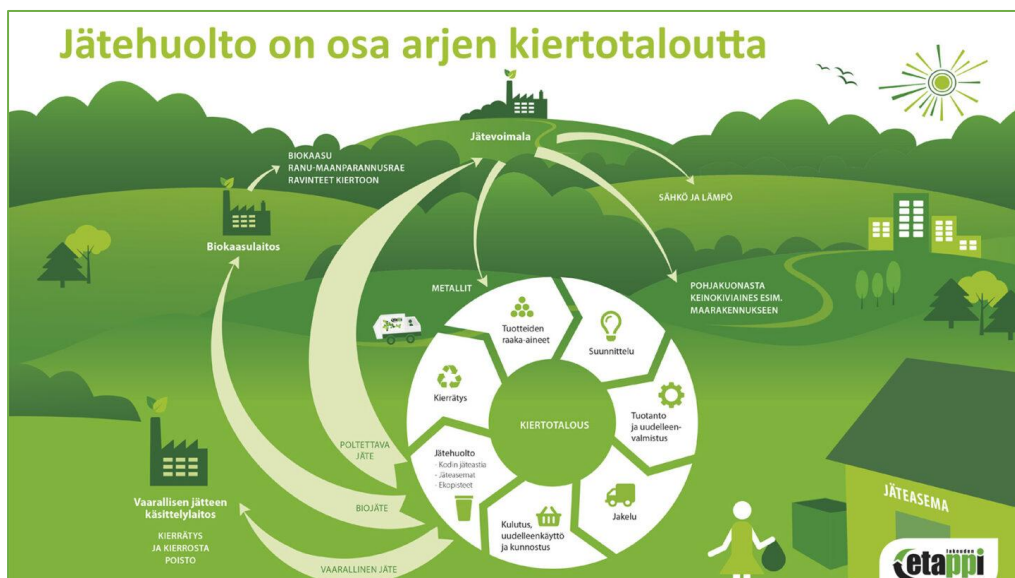 Jätehuolto on osa arjen kiertotaloutta
Jätevoimala
BIOKAASU
RANU-MAANPARANNUSRAE
RAVINTEET KIERTOON
SÄHKÖ JA LÄMPÖ
Biokaasulaitos
METALLIT
POHJAKUONASTA
KEINOKIVIAINES ESIM.
MAARAKENNUKSEEN
Tuotteiden
raaka-aineet
Suunnittelu
Kierrätys
KIERTOTALOUS
Tuotanto
ja uudelleen-
valmistus
POLTETTAVA
JÄTE
Jätehuolto
- Kodin jäteastia
- Jäteasemat
- Ekopisteet
Vaarallisen jätteen
käsittelylaitos
BIOJÄTE
Kulutus,
uudelleenkäyttö
ja kunnostus
Jakelu
JÄTEASEMA
KIERRÄTYS
JA KIERROSTA
POISTO
VAARALLINEN JÄTE
lakeuden
etappi